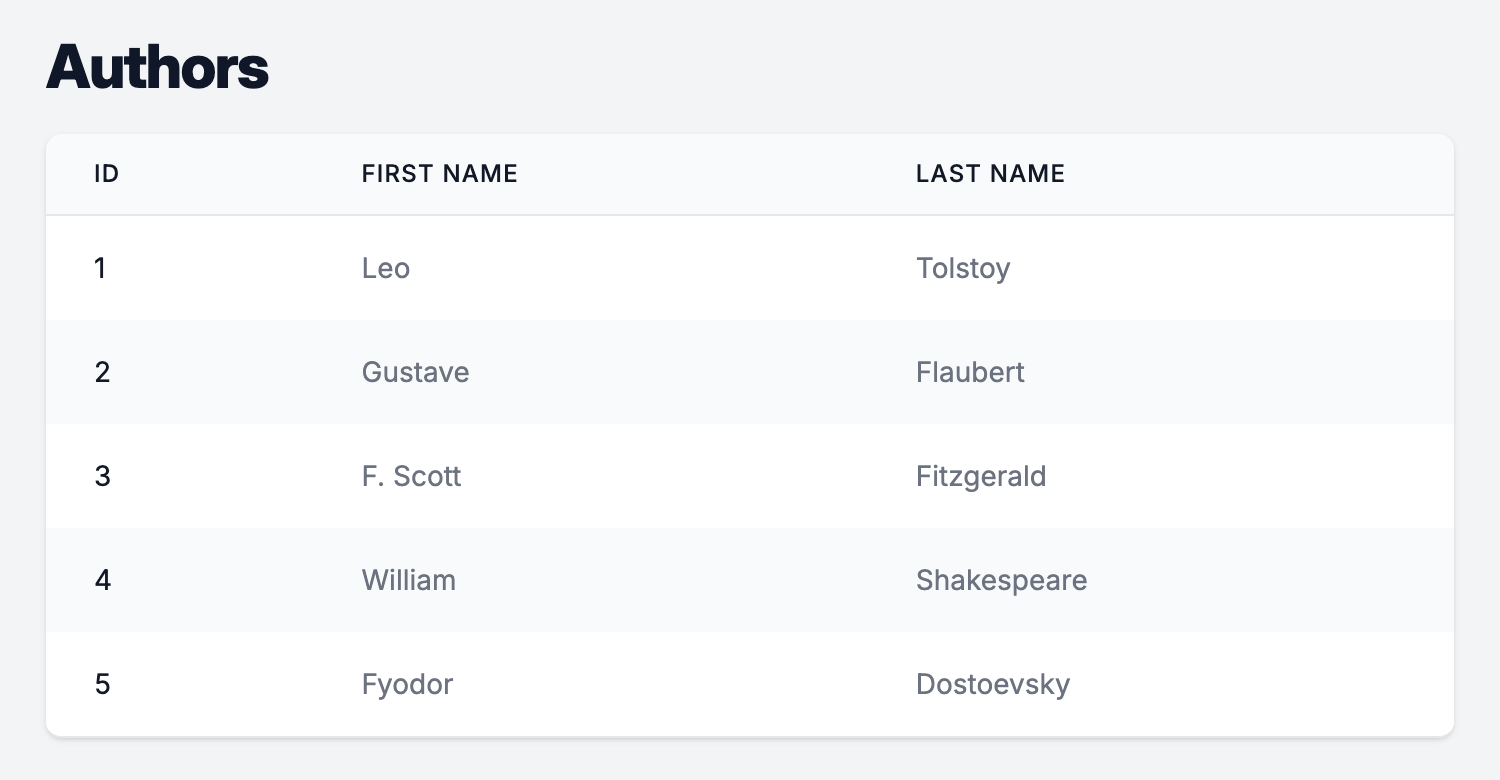 Authors
ID FIRST NAME LAST NAME
1 Leo Tolstoy
2 Gustave Flaubert
3 F. Scott Fitzgerald
4 William Shakespeare
5 Fyodor Dostoevsky